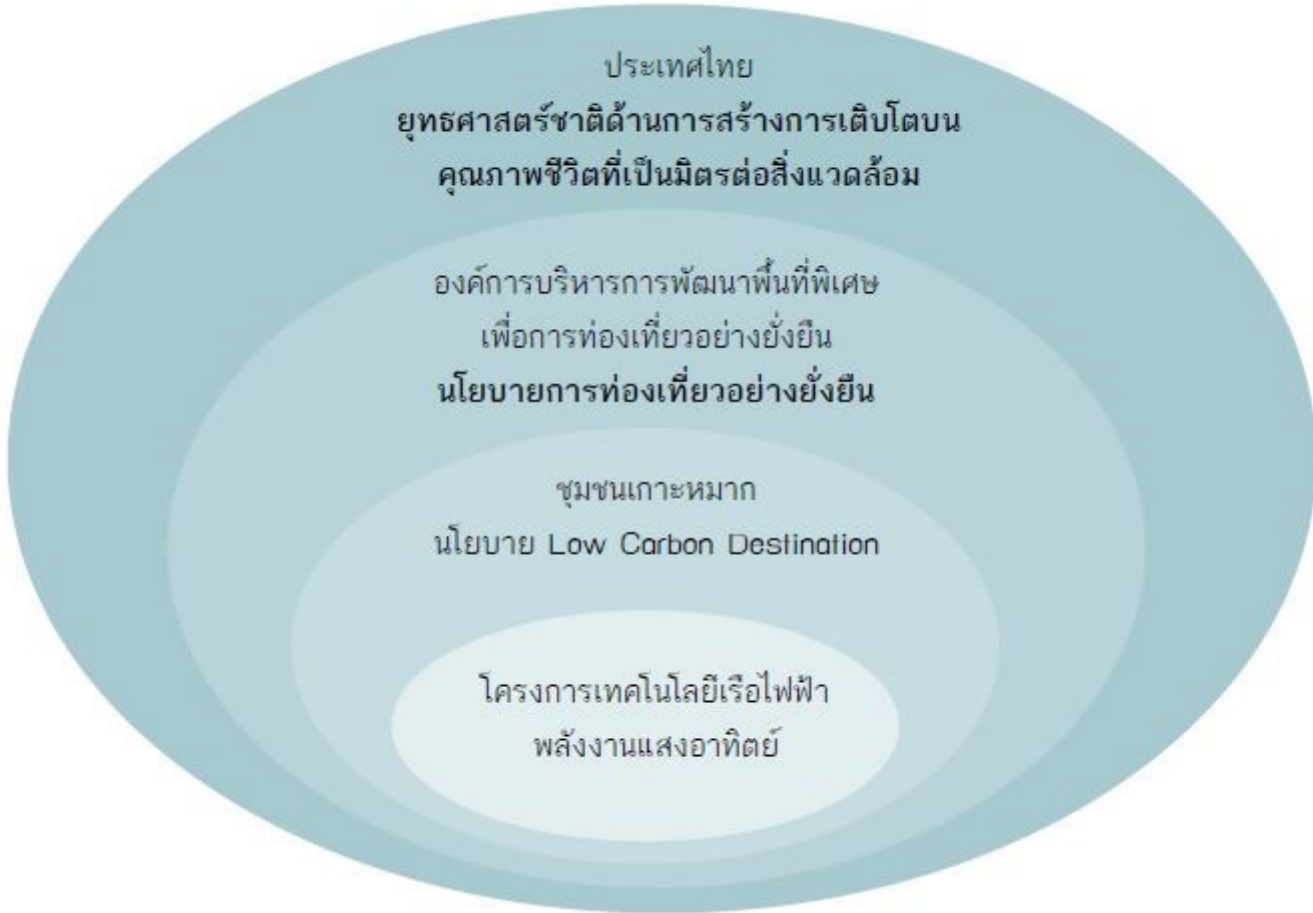 ประเทศไทย
ยุทธศาสตร์ชาติด้านการสร้างการเติบโตบน
คุณภาพชีวิตที่เป็นมิตรต่อสิ่งแวดล้อม
องค์การบริหารการพัฒนาพื้นที่พิเศษ
เพื่อการท่องเที่ยวอย่างยั่งยืน
นโยบายการท่องเที่ยวอย่างยั่งยืน
ชุมชนเกาะหมาก
นโยบาย Low Carbon Destination
โครงการเทคโนโลยีเรือไฟฟ้า
พลังงานแสงอาทิตย์